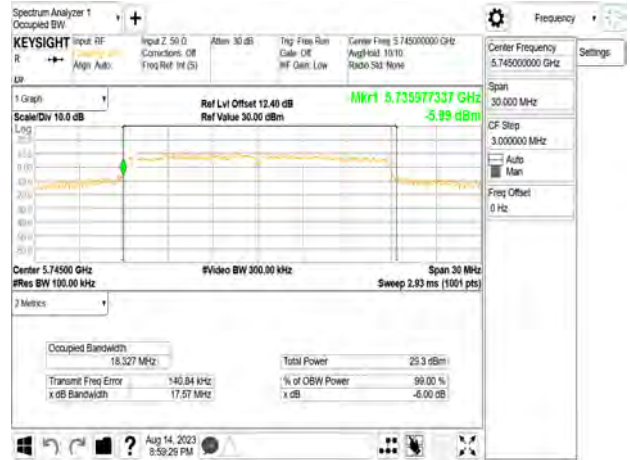 Spectrum Analyzer 1
Occupied BW
+
Frequency
KEYSIGHT
Input: RF
Input Z: 50 Ω
Atten: 30 dB
Trig: Free Run
Center Freq: 5.745000000 GHz
R
Corrections: Off
Gate: Off
Avg|Hold: 10/10
Align: Auto
Freq Ref: Int (S)
#IF Gain: Low
Radio Std: None
Center Frequency
5.745000000 GHz
Settings
Span
30.000 MHz
CF Step
3.000000 MHz
Auto
Man
Freq Offset
0 Hz
1 Graph
Ref Lvl Offset 12.40 dB
Mkr1 5.735977337 GHz
Scale/Div 10.0 dB
Ref Value 30.00 dBm
-5.99 dBm
Log
Center 5.74500 GHz
#Video BW 300.00 kHz
Span 30 MHz
#Res BW 100.00 kHz
Sweep 2.93 ms (1001 pts)
2 Metrics
Occupied Bandwidth
18.327 MHz
Total Power
25.3 dBm
Transmit Freq Error
140.84 kHz
% of OBW Power
99.00 %
x dB Bandwidth
17.57 MHz
x dB
-6.00 dB
?
Aug 14, 2023
8:59:29 PM